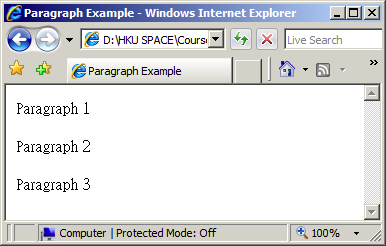 Paragraph Example - Windows Internet Explorer
D:\HKU SPACE\Course
Live Search
Paragraph Example
Paragraph 1
Paragraph 2
Paragraph 3
Computer | Protected Mode: Off
100%